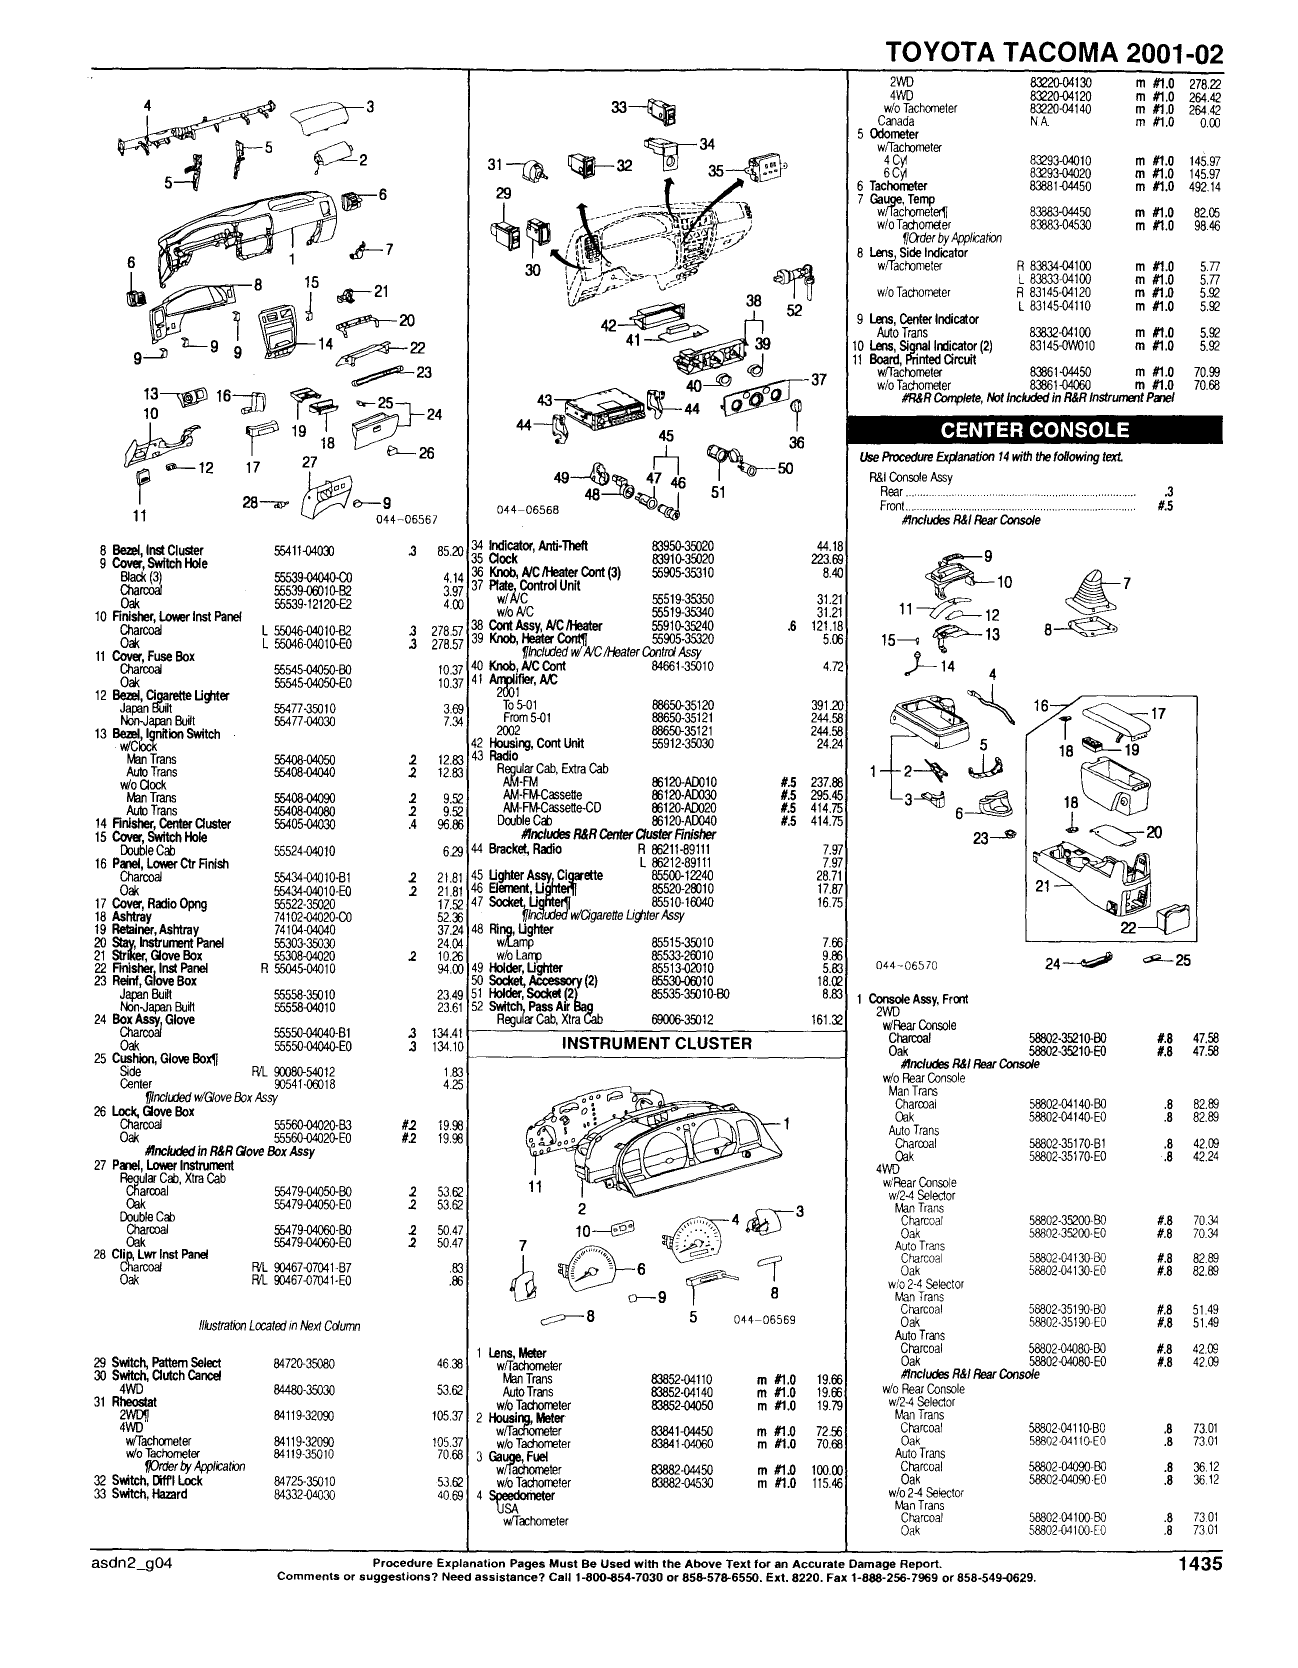 TOYOTA TACOMA 2001-02
4
3
5
2
5
6
1
7
6
8
15
21
20
9
9
9
14
22
23
13
16
10
25
24
19
18
26
12
17
27
11
28
9
044-06567
8 Bezel, Inst Cluster 55411-04030 .3 85.20
9 Cover, Switch Hole
Black (3) 55539-04040-C0 4.14
Charcoal 55539-06010-B2 3.97
Oak 55539-12120-E2 4.00
10 Finisher, Lower Inst Panel
Charcoal L 55046-04010-B2 .3 278.57
Oak L 55046-04010-E0 .3 278.57
11 Cover, Fuse Box
Charcoal 55545-04050-B0 10.37
Oak 55545-04050-E0 10.37
12 Bezel, Cigarette Lighter
Japan Built 55477-35010 3.69
Non-Japan Built 55477-04030 7.34
13 Bezel, Ignition Switch
w/Clock
Man Trans 55408-04050 .2 12.83
Auto Trans 55408-04040 .2 12.83
w/o Clock
Man Trans 55408-04090 .2 9.52
Auto Trans 55408-04080 .2 9.52
14 Finisher, Center Cluster 55405-04030 .4 96.86
15 Cover, Switch Hole
Double Cab 55524-04010 6.29
16 Panel, Lower Ctr Finish
Charcoal 55434-04010-B1 .2 21.81
Oak 55434-04010-E0 .2 21.81
17 Cover, Radio Opng 55522-35020 17.52
18 Ashtray 74102-04020-C0 52.36
19 Retainer, Ashtray 74104-04040 37.24
20 Stay, Instrument Panel 55303-35030 24.04
21 Striker, Glove Box 55308-04020 .2 10.26
22 Finisher, Inst Panel R 55045-04010 94.00
23 Reinf, Glove Box
Japan Built 55558-35010 23.49
Non-Japan Built 55558-04010 23.61
24 Box Assy, Glove
Charcoal 55550-04040-B1 .3 134.41
Oak 55550-04040-E0 .3 134.10
25 Cushion, Glove Box¶
Side R/L 90080-54012 1.83
Center 90541-06018 4.25
¶Included w/Glove Box Assy
26 Lock, Glove Box
Charcoal 55560-04020-B3 #.2 19.98
Oak 55560-04020-E0 #.2 19.98
#Included in R&R Glove Box Assy
27 Panel, Lower Instrument
Regular Cab, Xtra Cab
Charcoal 55479-04050-B0 .2 53.62
Oak 55479-04050-E0 .2 53.62
Double Cab
Charcoal 55479-04060-B0 .2 50.47
Oak 55479-04060-E0 .2 50.47
28 Clip, Lwr Inst Panel
Charcoal R/L 90467-07041-B7 .83
Oak R/L 90467-07041-E0 .86
Illustration Located in Next Column
29 Switch, Pattern Select 84720-35080 46.38
30 Switch, Clutch Cancel
4WD 84480-35030 53.62
31 Rheostat
2WD¶ 84119-32090 105.37
4WD
w/Tachometer 84119-32090 105.37
w/o Tachometer 84119-35010 70.68
¶Order by Application
32 Switch, Diff'l Lock 84725-35010 53.62
33 Switch, Hazard 84332-04030 40.69
33
34
31
32
35
29
30
38
52
42
41
39
40
37
43
44
44
36
45
49
47
46
50
48
51
044-06568
34 Indicator, Anti-Theft 83950-35020 44.18
35 Clock 83910-35020 223.69
36 Knob, A/C /Heater Cont (3) 55905-35310 8.40
37 Plate, Control Unit
w/ A/C 55519-35350 31.21
w/o A/C 55519-35340 31.21
38 Cont Assy, A/C /Heater 55910-35240 .6 121.18
39 Knob, Heater Cont¶ 55905-35320 5.06
¶Included w/ A/C /Heater Control Assy
40 Knob, A/C Cont 84661-35010 4.72
41 Amplifier, A/C
2001
To 5-01 88650-35120 391.20
From 5-01 88650-35121 244.58
2002 88650-35121 244.58
42 Housing, Cont Unit 55912-35030 24.24
43 Radio
Regular Cab, Extra Cab
AM-FM 86120-AD010 #.5 237.88
AM-FM-Cassette 86120-AD030 #.5 295.45
AM-FM-Cassette-CD 86120-AD020 #.5 414.75
Double Cab 86120-AD040 #.5 414.75
#Includes R&R Center Cluster Finisher
44 Bracket, Radio R 86211-89111 7.97
L 86212-89111 7.97
45 Lighter Assy, Cigarette 85500-12240 28.71
46 Element, Lighter¶ 85520-28010 17.87
47 Socket, Lighter¶ 85510-16040 16.75
¶Included w/Cigarette Lighter Assy
48 Ring, Lighter
w/Lamp 85515-35010 7.66
w/o Lamp 85533-26010 9.86
49 Holder, Lighter 85513-02010 5.83
50 Socket, Accessory (2) 85530-06010 18.02
51 Holder, Socket (2) 85535-35010-B0 8.83
52 Switch, Pass Air Bag
Regular Cab, Xtra Cab 69006-35012 161.32
INSTRUMENT CLUSTER
1
11
2
3
4
10
7
6
9
8
8
5
044-06569
1 Lens, Meter
w/Tachometer
Man Trans 83852-04110 m #1.0 19.66
Auto Trans 83852-04140 m #1.0 19.66
w/o Tachometer 83852-04050 m #1.0 19.79
2 Housing, Meter
w/Tachometer 83841-04450 m #1.0 72.56
w/o Tachometer 83841-04060 m #1.0 70.68
3 Gauge, Fuel
w/Tachometer 83882-04450 m #1.0 100.00
w/o Tachometer 83882-04530 m #1.0 115.46
4 Speedometer
USA
w/Tachometer
2WD 83220-04130 m #1.0 278.22
4WD 83220-04120 m #1.0 264.42
w/o Tachometer 83220-04140 m #1.0 264.42
Canada N.A. m #1.0 0.00
5 Odometer
w/Tachometer
4 Cyl 83293-04010 m #1.0 145.97
6 Cyl 83293-04020 m #1.0 145.97
6 Tachometer 83881-04450 m #1.0 492.14
7 Gauge, Temp
w/Tachometer¶ 83883-04450 m #1.0 82.05
w/o Tachometer 83883-04530 m #1.0 98.46
¶Order by Application
8 Lens, Side Indicator
w/Tachometer R 83834-04100 m #1.0 5.77
L 83833-04100 m #1.0 5.77
w/o Tachometer R 83145-04120 m #1.0 5.92
L 83145-04110 m #1.0 5.92
9 Lens, Center Indicator
Auto Trans 83832-04100 m #1.0 5.92
10 Lens, Signal Indicator (2) 83145-0W010 m #1.0 5.92
11 Board, Printed Circuit
w/Tachometer 83861-04450 m #1.0 70.99
w/o Tachometer 83861-04060 m #1.0 70.68
#R&R Complete, Not Included in R&R Instrument Panel
CENTER CONSOLE
Use Procedure Explanation 14 with the following text.
R&I Console Assy
Rear .3
Front #.5
#Includes R&I Rear Console
9
10
7
11
12
15
13
8
14
4
16
17
18
19
5
1
2
3
18
6
23
20
21
22
24
25
044-06570
1 Console Assy, Front
2WD
w/Rear Console
Charcoal 58802-35210-B0 #.8 47.58
Oak 58802-35210-E0 #.8 47.58
#Includes R&I Rear Console
w/o Rear Console
Man Trans
Charcoal 58802-04140-B0 .8 82.89
Oak 58802-04140-E0 .8 82.89
Auto Trans
Charcoal 58802-35170-B1 .8 42.09
Oak 58802-35170-E0 .8 42.24
4WD
w/Rear Console
w/2-4 Selector
Man Trans
Charcoal 58802-35200-B0 #.8 70.34
Oak 58802-35200-E0 #.8 70.34
Auto Trans
Charcoal 58802-04130-B0 #.8 82.89
Oak 58802-04130-E0 #.8 82.89
w/o 2-4 Selector
Man Trans
Charcoal 58802-35190-B0 #.8 51.49
Oak 58802-35190-E0 #.8 51.49
Auto Trans
Charcoal 58802-04080-B0 #.8 42.09
Oak 58802-04080-E0 #.8 42.09
#Includes R&I Rear Console
w/o Rear Console
w/2-4 Selector
Man Trans
Charcoal 58802-04110-B0 .8 73.01
Oak 58802-04110-E0 .8 73.01
Auto Trans
Charcoal 58802-04090-B0 .8 36.12
Oak 58802-04090-E0 .8 36.12
w/o 2-4 Selector
Man Trans
Charcoal 58802-04100-B0 .8 73.01
Oak 58802-04100-E0 .8 73.01
asdn2_g04
Procedure Explanation Pages Must Be Used with the Above Text for an Accurate Damage Report.
Comments or suggestions? Need assistance? Call 1-800-854-7030 or 858-578-6550. Ext. 8220. Fax 1-888-256-7969 or 858-549-0629.
1435